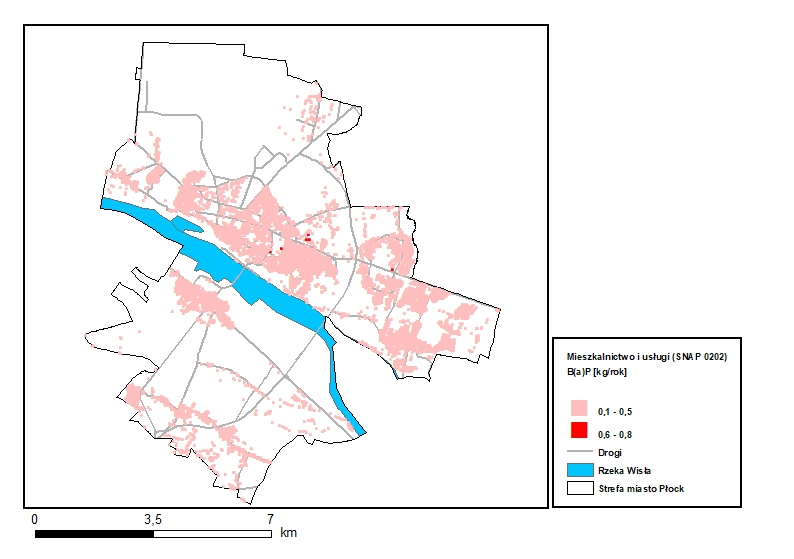 Mieszkalnictwo i usługi (SNAP 0202)
B(a)P [kg/rok]
0,1 - 0,5
0,6 - 0,8
Drogi
Rzeka Wisła
Strefa miasto Płock
0 3,5 7
km